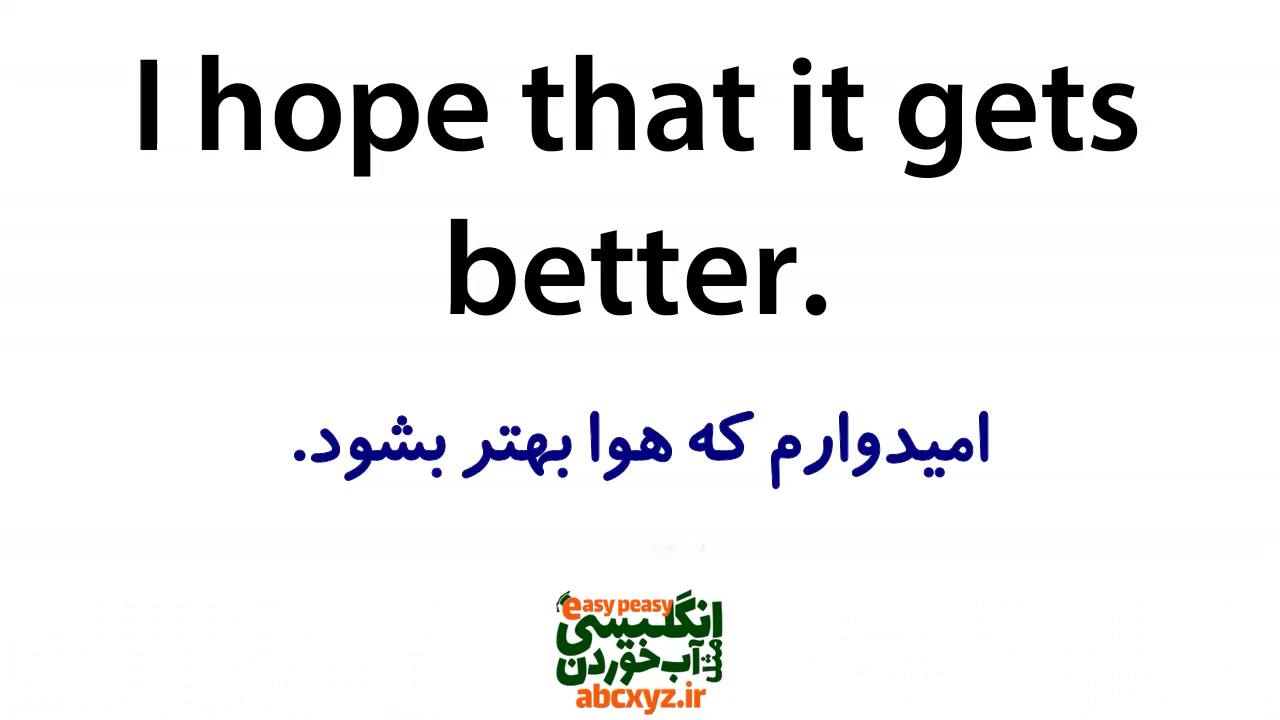 I hope that it gets
better.
امیدوارم که هوا بهتر بشود.
easy peasy
انگلیسی
مثل آب خوردن
abcxyz.ir